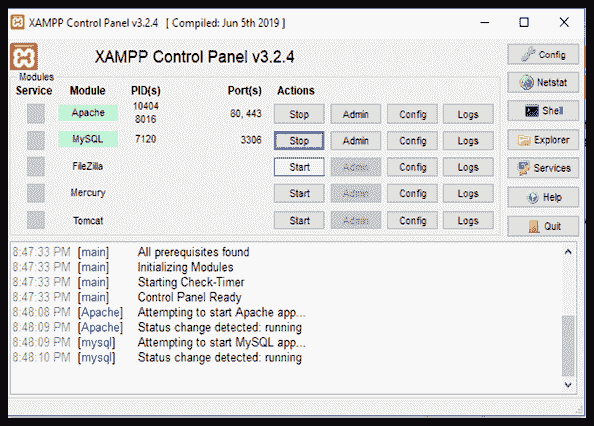 XAMPP Control Panel v3.2.4 [ Compiled: Jun 5th 2019 ]
XAMPP Control Panel v3.2.4
Config
Modules
Service Module PID(s) Port(s) Actions
Netstat
Apache 10404 8016 80, 443 Stop Admin Config Logs
Shell
MySQL 7120 3306 Stop Admin Config Logs
Explorer
FileZilla Start Admin Config Logs
Services
Mercury Start Admin Config Logs
Help
Tomcat Start Admin Config Logs
Quit
8:47:33 PM [main] All prerequisites found
8:47:33 PM [main] Initializing Modules
8:47:33 PM [main] Starting Check-Timer
8:47:33 PM [main] Control Panel Ready
8:48:08 PM [Apache] Attempting to start Apache app...
8:48:09 PM [Apache] Status change detected: running
8:48:09 PM [mysql] Attempting to start MySQL app...
8:48:10 PM [mysql] Status change detected: running